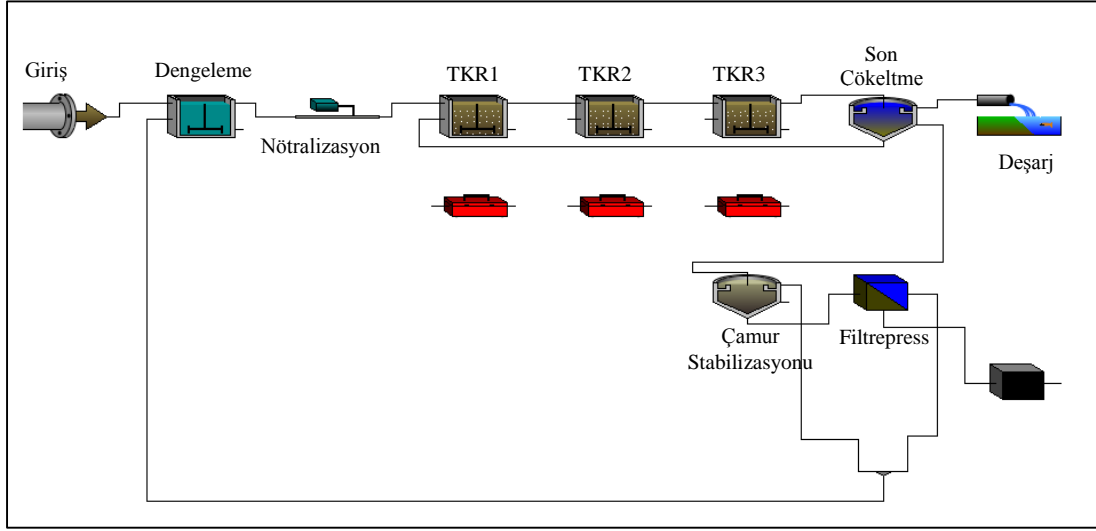 Giriş
Dengeleme
Nötralizasyon
TKR1
TKR2
TKR3
Son
Cökeltme
Deşarj
Çamur
Stabilizasyonu
Filtrepress